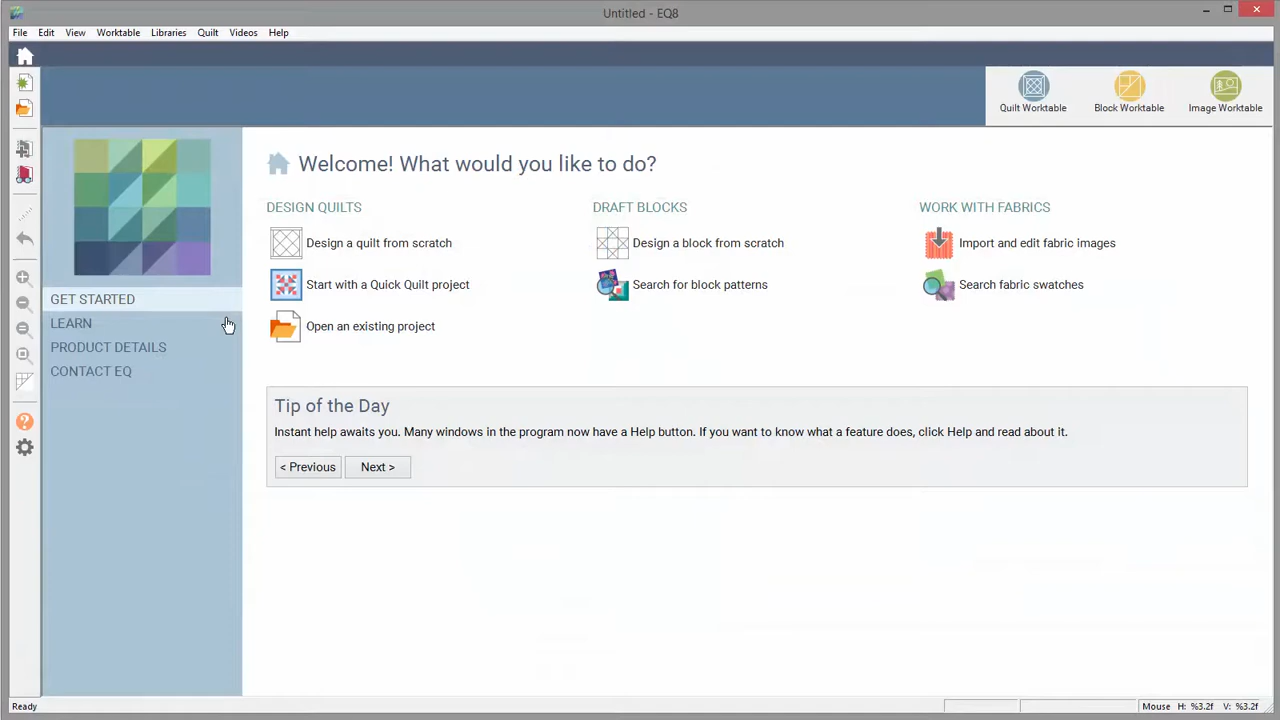 Untitled - EQ8
File Edit View Worktable Libraries Quilt Videos Help
Quilt Worktable Block Worktable Image Worktable
Welcome! What would you like to do?
DESIGN QUILTS DRAFT BLOCKS WORK WITH FABRICS
Design a quilt from scratch Design a block from scratch Import and edit fabric images
Start with a Quick Quilt project Search for block patterns Search fabric swatches
Open an existing project
GET STARTED
LEARN
PRODUCT DETAILS
CONTACT EQ
Tip of the Day
Instant help awaits you. Many windows in the program now have a Help button. If you want to know what a feature does, click Help and read about it.
< Previous Next >
Ready Mouse H: %3.2f V: %3.2f